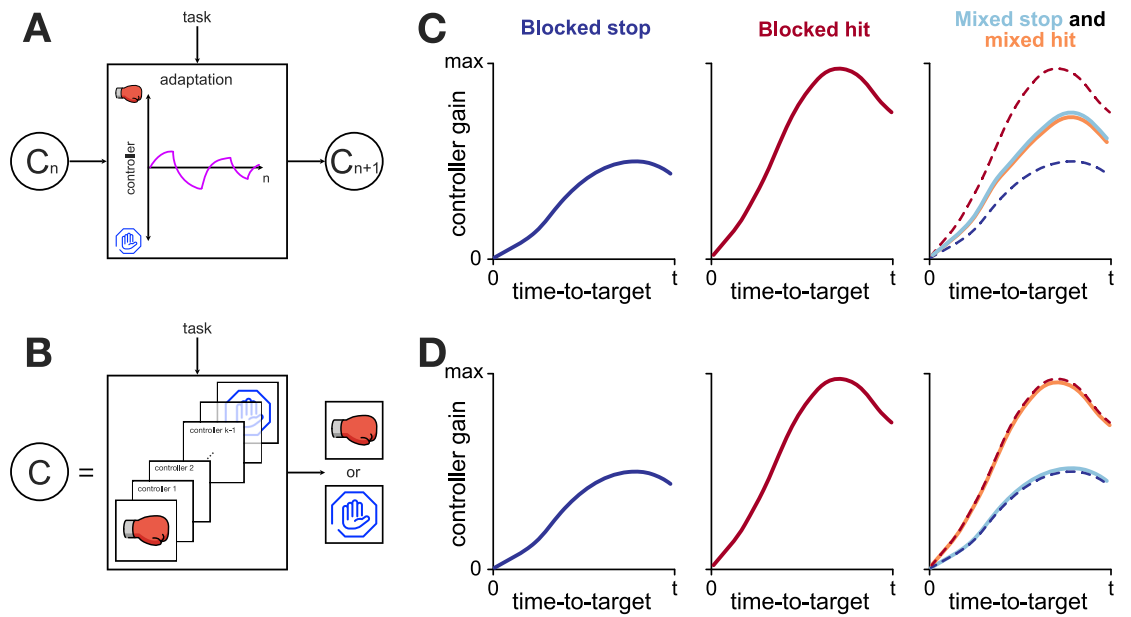 A
task
adaptation
controller
n
Cn
Cn+1
B
task
C
=
controller k-1
controller 2
controller 1
or
C
Blocked stop
Blocked hit
Mixed stop and
mixed hit
max
controller gain
0
0
t
time-to-target
0
t
time-to-target
0
t
time-to-target
D
max
controller gain
0
0
t
time-to-target
0
t
time-to-target
0
t
time-to-target